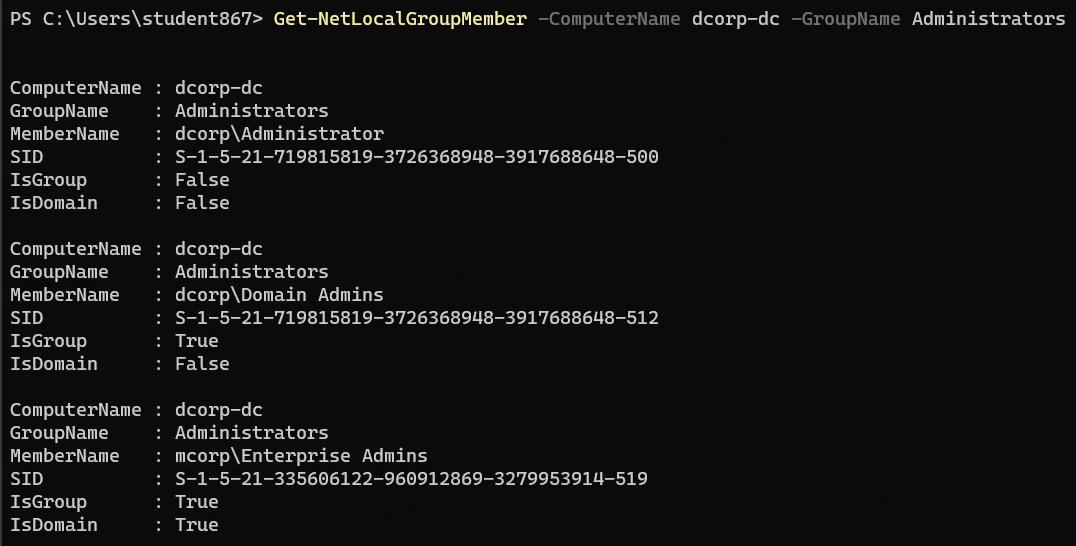 PS C:\Users\student867> Get-NetLocalGroupMember -ComputerName dcorp-dc -GroupName Administrators
ComputerName : dcorp-dc
GroupName    : Administrators
MemberName   : dcorp\Administrator
SID          : S-1-5-21-719815819-3726368948-3917688648-500
IsGroup      : False
IsDomain     : False
ComputerName : dcorp-dc
GroupName    : Administrators
MemberName   : dcorp\Domain Admins
SID          : S-1-5-21-719815819-3726368948-3917688648-512
IsGroup      : True
IsDomain     : False
ComputerName : dcorp-dc
GroupName    : Administrators
MemberName   : mcorp\Enterprise Admins
SID          : S-1-5-21-335606122-960912869-3279953914-519
IsGroup      : True
IsDomain     : True